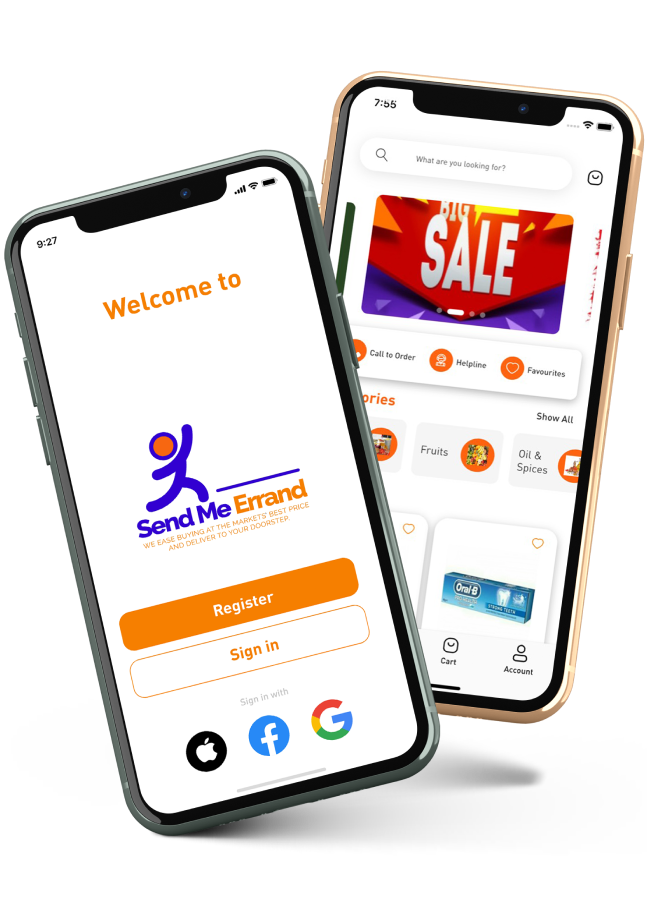 9:27
Welcome to
Send Me Errand
WE EASE BUYING AT THE MARKETS' BEST PRICE
AND DELIVER TO YOUR DOORSTEP
Register
Sign in
Sign in with
7:55
What are you looking for?
BIG
SALE
Call to Order
Helpline
Favourites
ories
Show All
Fruits
Oil &
Spices
Oral-B
STRONG TEETH
Cart
Account